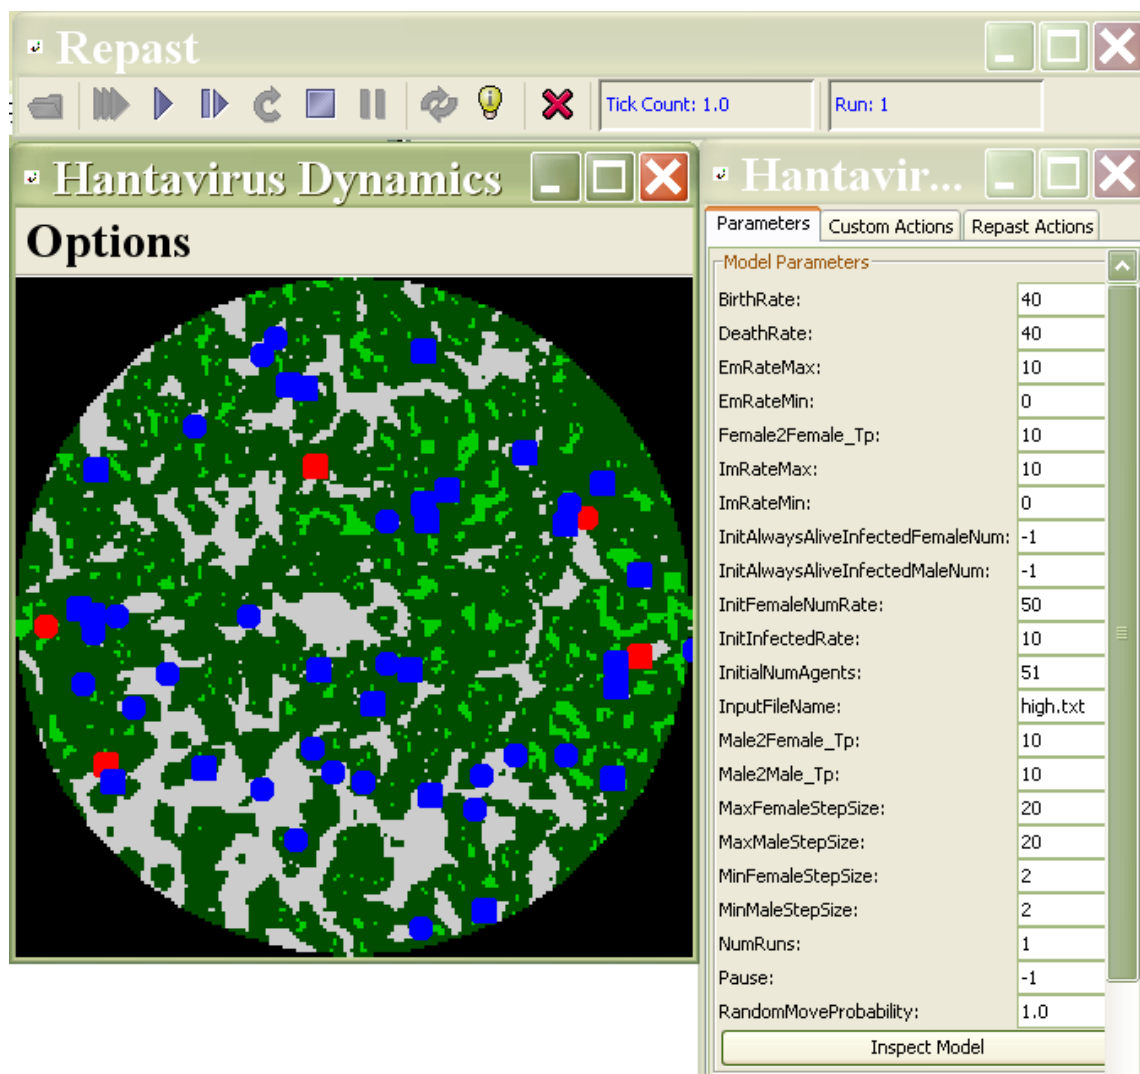 Repast
Tick Count: 1.0
Run: 1
Hantavirus Dynamics
Options
Hantavir...
Parameters Custom Actions Repast Actions
Model Parameters
BirthRate: 40
DeathRate: 40
EmRateMax: 10
EmRateMin: 0
Female2Female_Tp: 10
ImRateMax: 10
ImRateMin: 0
InitAlwaysAliveInfectedFemaleNum: -1
InitAlwaysAliveInfectedMaleNum: -1
InitFemaleNumRate: 50
InitInfectedRate: 10
InitialNumAgents: 51
InputFileName: high.txt
Male2Female_Tp: 10
Male2Male_Tp: 10
MaxFemaleStepSize: 20
MaxMaleStepSize: 20
MinFemaleStepSize: 2
MinMaleStepSize: 2
NumRuns: 1
Pause: -1
RandomMoveProbability: 1.0
Inspect Model